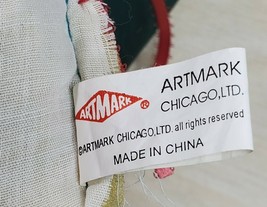 ARTMARK
CHICAGO,LTD.
ARTMARK ®
©ARTMARK CHICAGO,LTD. all rights reserved
MADE IN CHINA